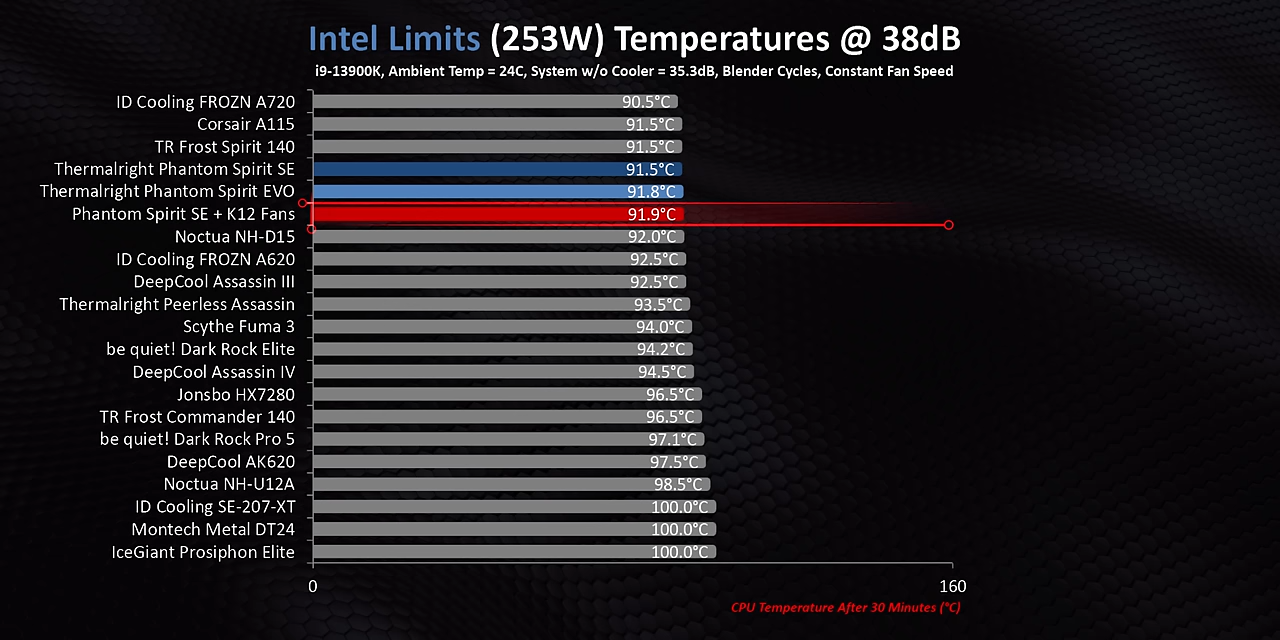 Intel Limits (253W) Temperatures @ 38dB
i9-13900K, Ambient Temp = 24C, System w/o Cooler = 35.3dB, Blender Cycles, Constant Fan Speed
ID Cooling FROZN A720 90.5°C
Corsair A115 91.5°C
TR Frost Spirit 140 91.5°C
Thermalright Phantom Spirit SE 91.5°C
Thermalright Phantom Spirit EVO 91.8°C
Phantom Spirit SE + K12 Fans 91.9°C
Noctua NH-D15 92.0°C
ID Cooling FROZN A620 92.5°C
DeepCool Assassin III 92.5°C
Thermalright Peerless Assassin 93.5°C
Scythe Fuma 3 94.0°C
be quiet! Dark Rock Elite 94.2°C
DeepCool Assassin IV 94.5°C
Jonsbo HX7280 96.5°C
TR Frost Commander 140 96.5°C
be quiet! Dark Rock Pro 5 97.1°C
DeepCool AK620 97.5°C
Noctua NH-U12A 98.5°C
ID Cooling SE-207-XT 100.0°C
Montech Metal DT24 100.0°C
IceGiant Prosiphon Elite 100.0°C
0 160
CPU Temperature After 30 Minutes (°C)